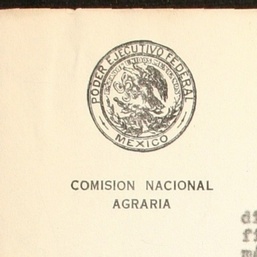 PODER EJECUTIVO FEDERAL
MEXICO
COMISION NACIONAL
AGRARIA